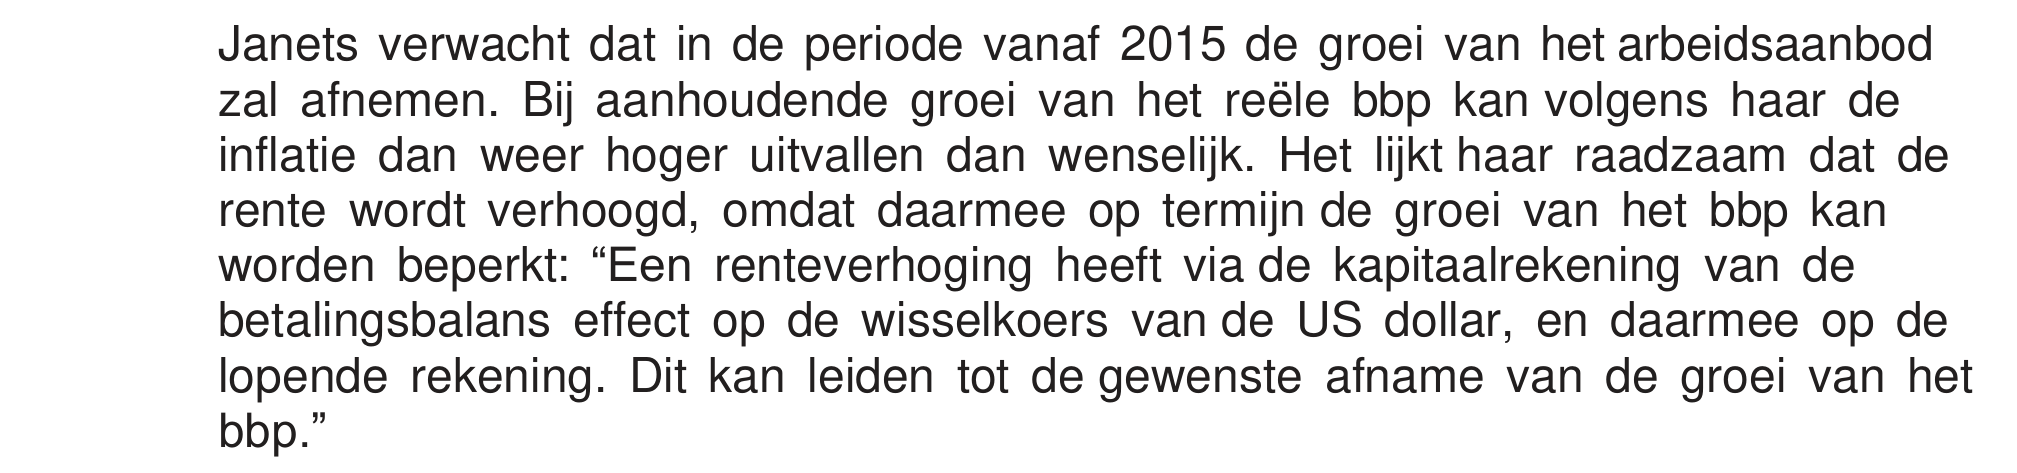 Janets verwacht dat in de periode vanaf 2015 de groei van het arbeidsaanbod
zal afnemen. Bij aanhoudende groei van het reële bbp kan volgens haar de
inflatie dan weer hoger uitvallen dan wenselijk. Het lijkt haar raadzaam dat de
rente wordt verhoogd, omdat daarmee op termijn de groei van het bbp kan
worden beperkt: “Een renteverhoging heeft via de kapitaalrekening van de
betalingsbalans effect op de wisselkoers van de US dollar, en daarmee op de
lopende rekening. Dit kan leiden tot de gewenste afname van de groei van het
bbp.”